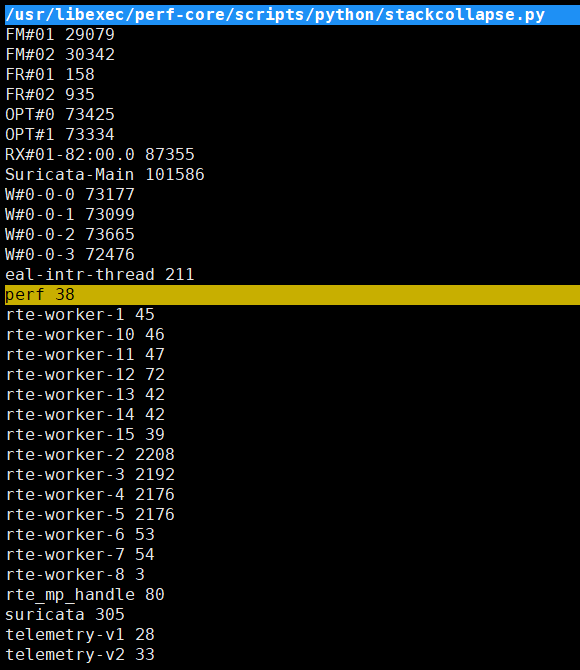 /usr/libexec/perf-core/scripts/python/stackcollapse.py
FM#01 29079
FM#02 30342
FR#01 158
FR#02 935
OPT#0 73425
OPT#1 73334
RX#01-82:00.0 87355
Suricata-Main 101586
W#0-0-0 73177
W#0-0-1 73099
W#0-0-2 73665
W#0-0-3 72476
eal-intr-thread 211
perf 38
rte-worker-1 45
rte-worker-10 46
rte-worker-11 47
rte-worker-12 72
rte-worker-13 42
rte-worker-14 42
rte-worker-15 39
rte-worker-2 2208
rte-worker-3 2192
rte-worker-4 2176
rte-worker-5 2176
rte-worker-6 53
rte-worker-7 54
rte-worker-8 3
rte_mp_handle 80
suricata 305
telemetry-v1 28
telemetry-v2 33